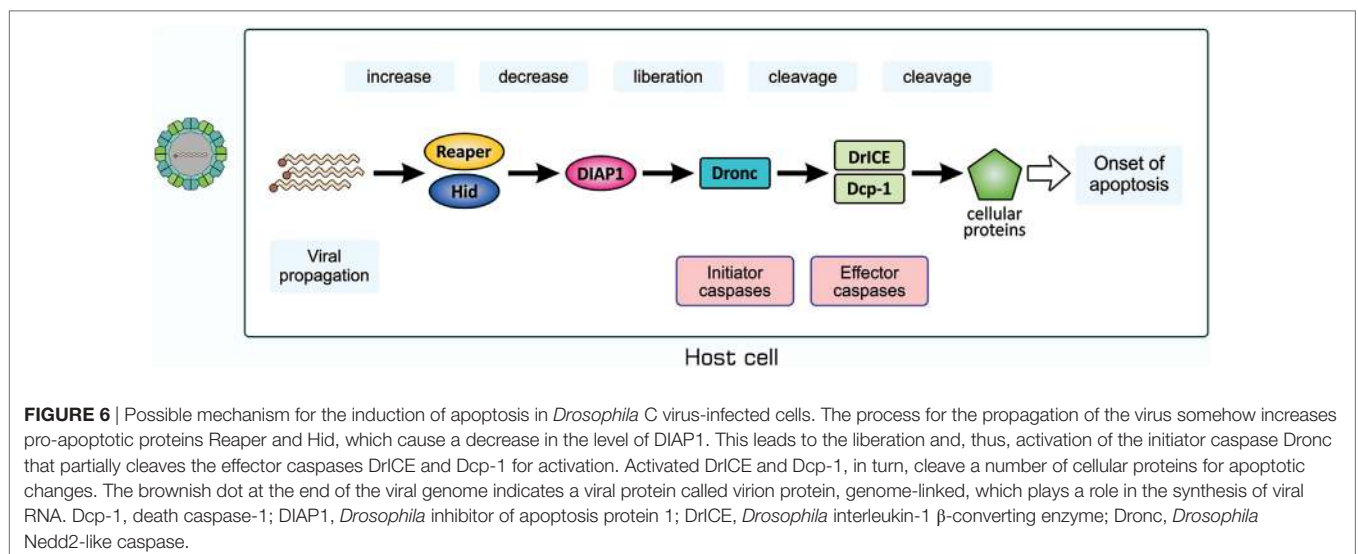 increase decrease liberation cleavage cleavage
Reaper
Hid
DIAP1
Dronc
DrICE
Dcp-1
cellular
proteins
Onset of
apoptosis
Viral
propagation
Initiator
caspases
Effector
caspases
Host cell
FIGURE 6 | Possible mechanism for the induction of apoptosis in Drosophila C virus-infected cells. The process for the propagation of the virus somehow increases
pro-apoptotic proteins Reaper and Hid, which cause a decrease in the level of DIAP1. This leads to the liberation and, thus, activation of the initiator caspase Dronc
that partially cleaves the effector caspases DrICE and Dcp-1 for activation. Activated DrICE and Dcp-1, in turn, cleave a number of cellular proteins for apoptotic
changes. The brownish dot at the end of the viral genome indicates a viral protein called virion protein, genome-linked, which plays a role in the synthesis of viral
RNA. Dcp-1, death caspase-1; DIAP1, Drosophila inhibitor of apoptosis protein 1; DrICE, Drosophila interleukin-1 β-converting enzyme; Dronc, Drosophila
Nedd2-like caspase.